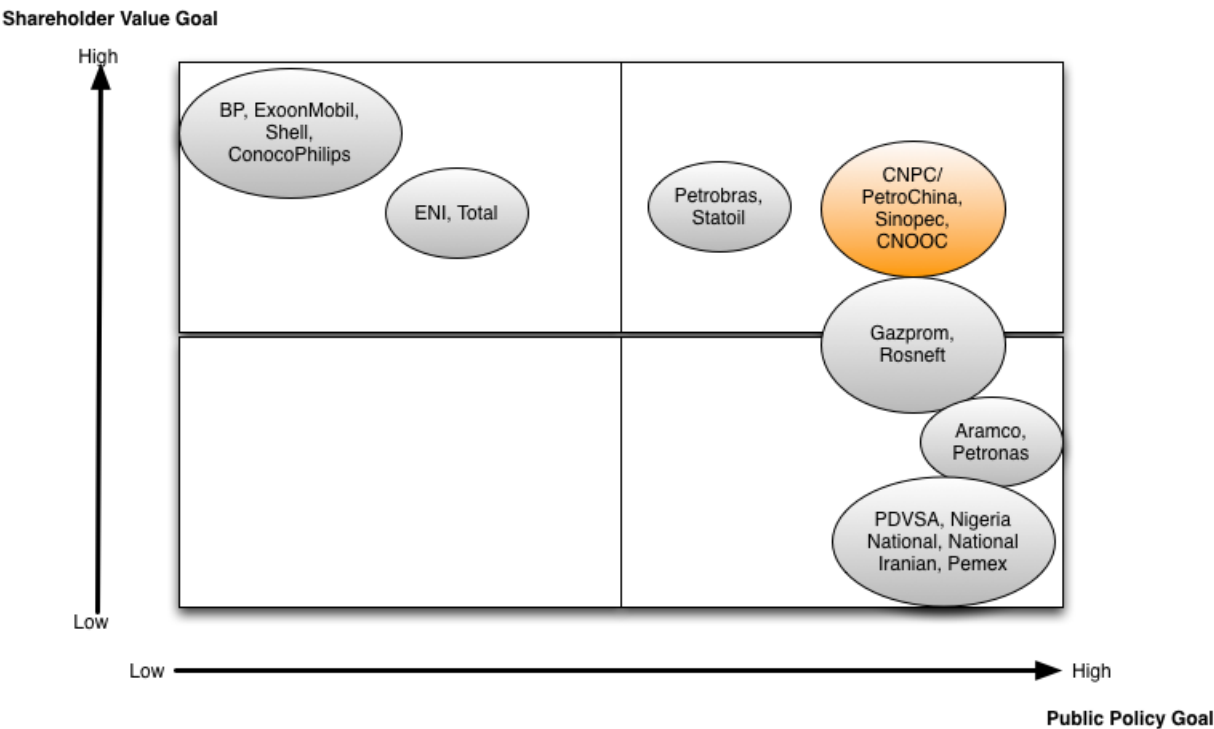 Shareholder Value Goal
High
BP, ExoonMobil,
Shell,
ConocoPhilips
ENI, Total
Petrobras,
Statoil
CNPC/
PetroChina,
Sinopec,
CNOOC
Gazprom,
Rosneft
Aramco,
Petronas
PDVSA, Nigeria
National, National
Iranian, Pemex
Low
Low
High
Public Policy Goal